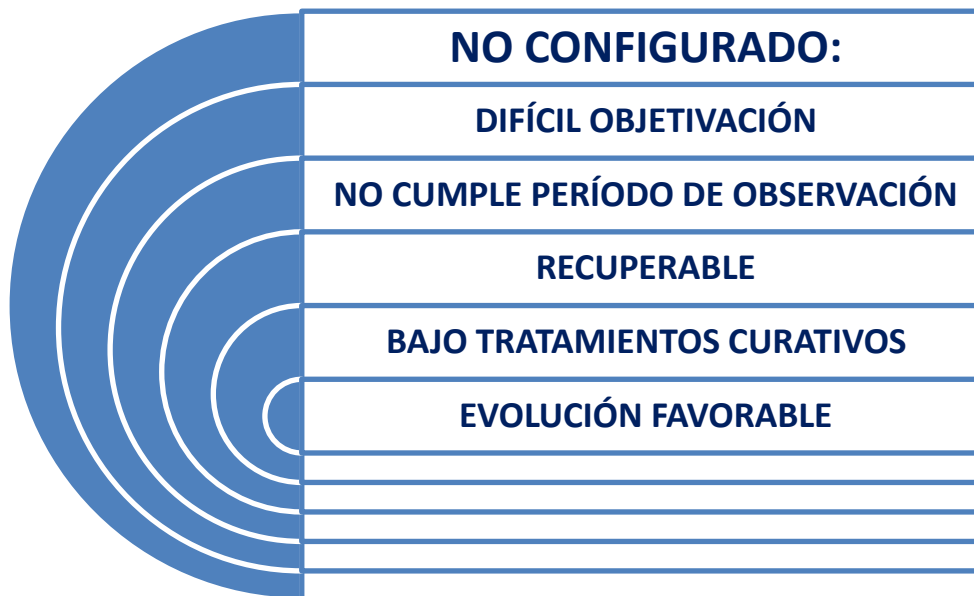 NO CONFIGURADO:
DIFÍCIL OBJETIVACIÓN
NO CUMPLE PERÍODO DE OBSERVACIÓN
RECUPERABLE
BAJO TRATAMIENTOS CURATIVOS
EVOLUCIÓN FAVORABLE